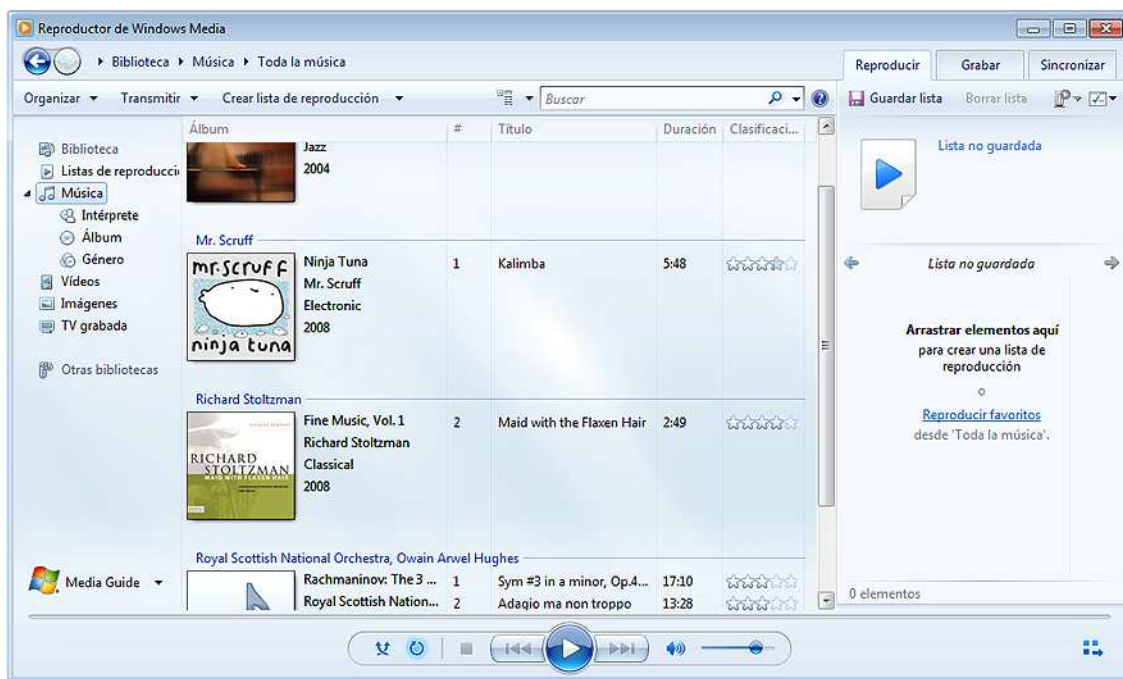 Reproductor de Windows Media
Biblioteca Música Toda la música
Reproducir Grabar Sincronizar
Organizar Transmitir Crear lista de reproducción Buscar
Guardar lista Borrar lista
Álbum # Título Duración Clasificaci...
Biblioteca
Listas de reproducci
Música
Intérprete
Álbum
Género
Vídeos
Imágenes
TV grabada
Otras bibliotecas
Media Guide
Jazz
2004
Mr. Scruff
mr.scruff
ninja tuna
Ninja Tuna 1 Kalimba 5:48
Mr. Scruff
Electronic
2008
Richard Stoltzman
RICHARD
STOLTZMAN
MAID WITH FLAXEN HAIR
Fine Music, Vol. 1 2 Maid with the Flaxen Hair 2:49
Richard Stoltzman
Classical
2008
Royal Scottish National Orchestra, Owain Arwel Hughes
Rachmaninov: The 3 ... 1 Sym #3 in a minor, Op.4... 17:10
Royal Scottish Nation... 2 Adagio ma non troppo 13:28
Lista no guardada
Lista no guardada
Arrastrar elementos aquí
para crear una lista de
reproducción
o
Reproducir favoritos
desde 'Toda la música'.
0 elementos